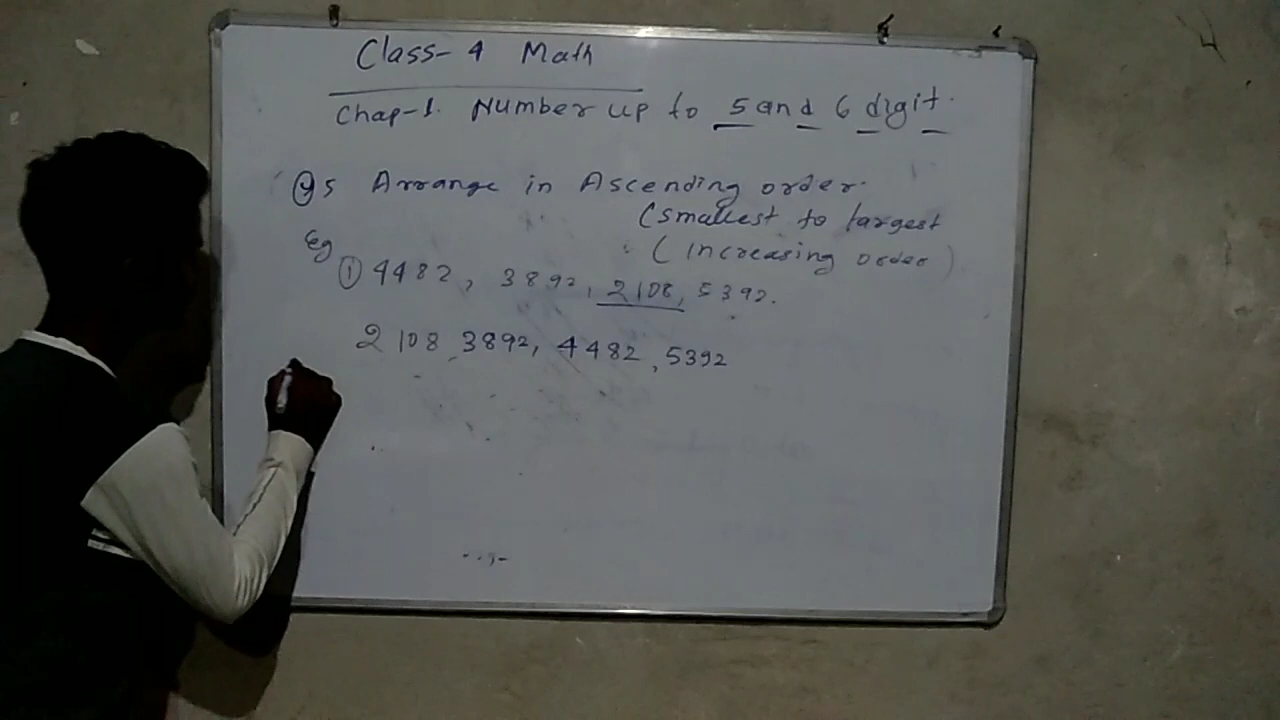 Class- 4 Math
Chap-1. Number up to 5 and 6 digit.
Q5 Arrange in Ascending order.
(smallest to largest
(Increasing order)
Eg
① 4482, 3892, 2108, 5392.
2108, 3892, 4482, 5392